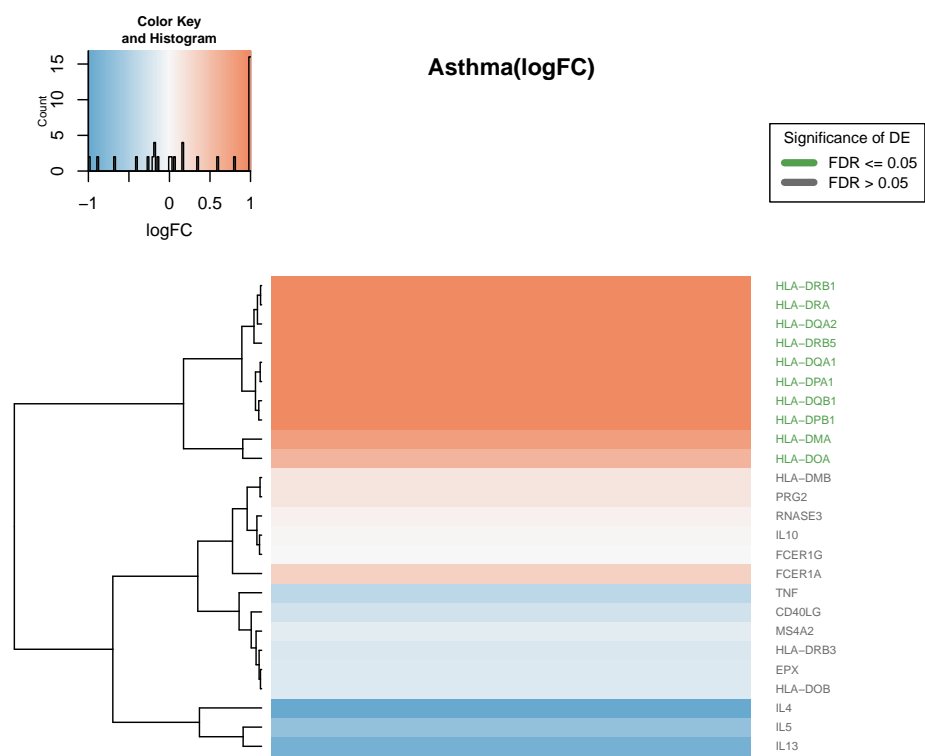 Color Key
and Histogram
Count
0
5
10
15
−1
0
0.5
1
logFC
Asthma(logFC)
Significance of DE
FDR <= 0.05
FDR > 0.05
HLA−DRB1
HLA−DRA
HLA−DQA2
HLA−DRB5
HLA−DQA1
HLA−DPA1
HLA−DQB1
HLA−DPB1
HLA−DMA
HLA−DOA
HLA−DMB
PRG2
RNASE3
IL10
FCER1G
FCER1A
TNF
CD40LG
MS4A2
HLA−DRB3
EPX
HLA−DOB
IL4
IL5
IL13